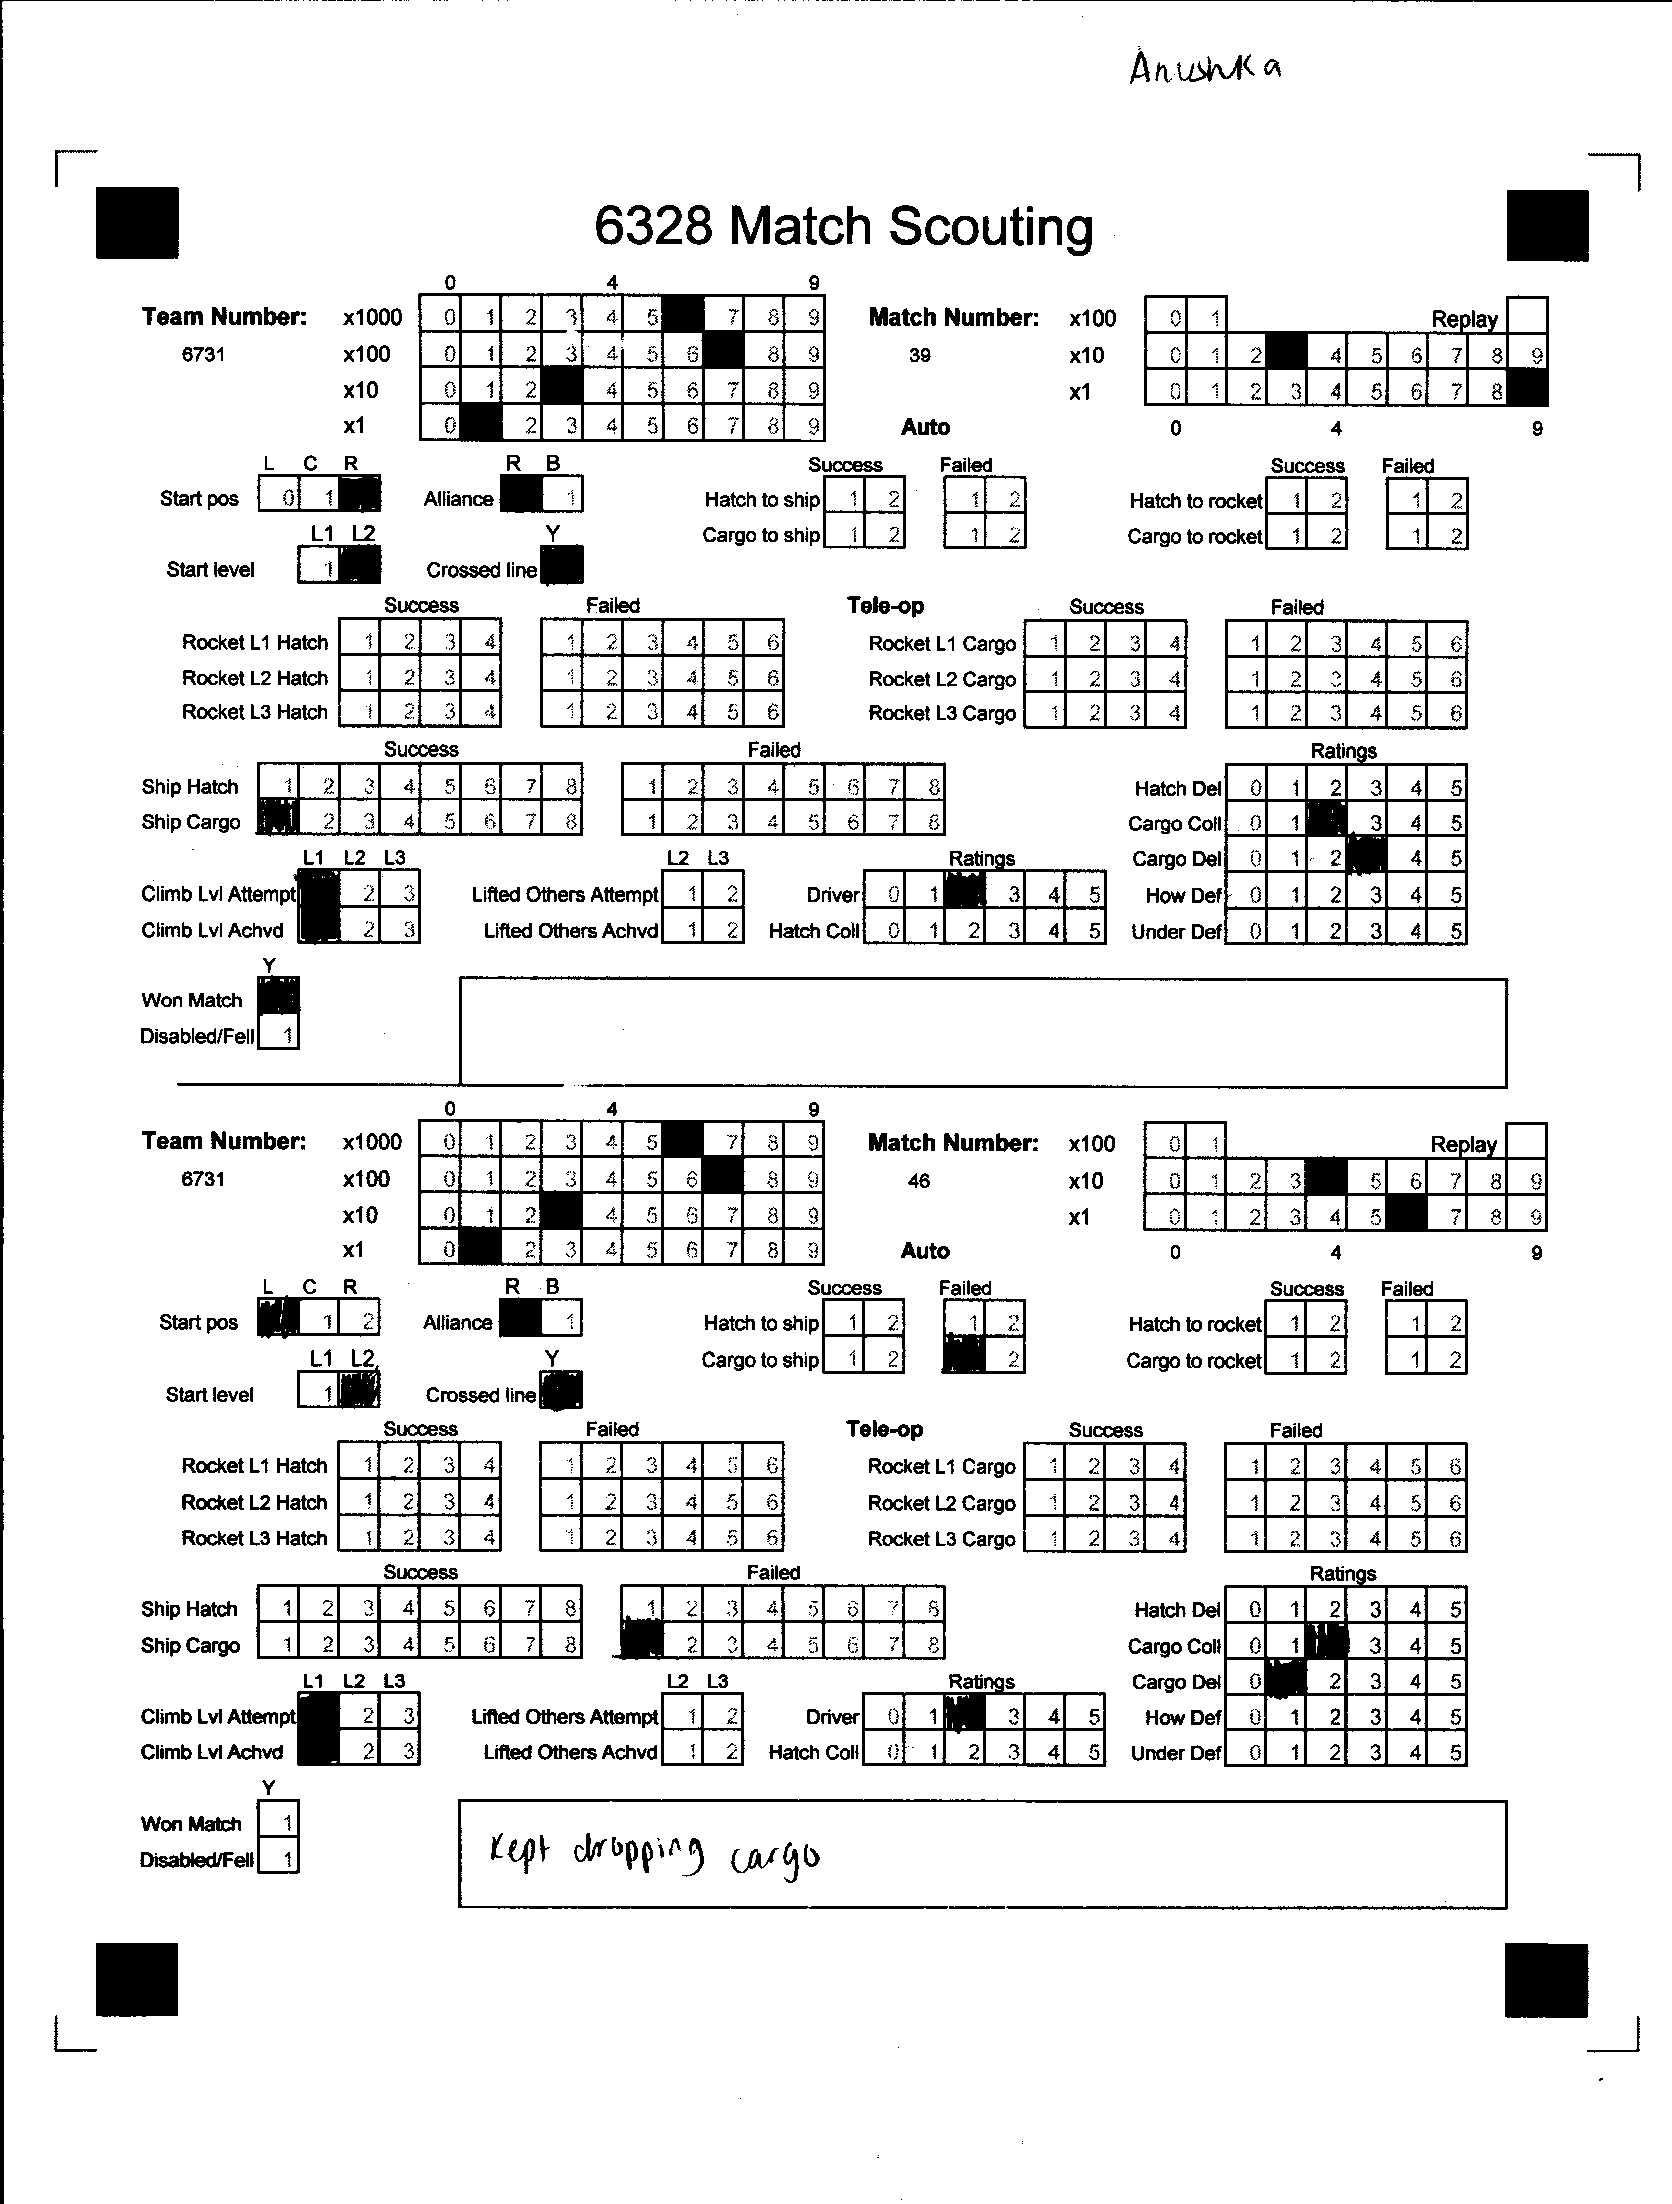 Anushka
6328 Match Scouting
0 4 9
Team Number: x1000 0 1 2 3 4 5 7 8 9 Match Number: x100 0 1 Replay
6731 x100 0 1 2 3 4 5 6 8 9 39 x10 0 1 2 4 5 6 7 8 9
x10 0 1 2 4 5 6 7 8 9 x1 0 1 2 3 4 5 6 7 8
x1 0 2 3 4 5 6 7 8 9 Auto 0 4 9
L C R R B Success Failed Success Failed
Start pos 0 1 Alliance 1 Hatch to ship 1 2 1 2 Hatch to rocket 1 2 1 2
L1 L2 Y Cargo to ship 1 2 1 2 Cargo to rocket 1 2 1 2
Start level 1 Crossed line
Success Failed Tele-op Success Failed
Rocket L1 Hatch 1 2 3 4 1 2 3 4 5 6 Rocket L1 Cargo 1 2 3 4 1 2 3 4 5 6
Rocket L2 Hatch 1 2 3 4 1 2 3 4 5 6 Rocket L2 Cargo 1 2 3 4 1 2 3 4 5 6
Rocket L3 Hatch 1 2 3 4 1 2 3 4 5 6 Rocket L3 Cargo 1 2 3 4 1 2 3 4 5 6
Success Failed Ratings
Ship Hatch 1 2 3 4 5 6 7 8 1 2 3 4 5 6 7 8 Hatch Del 0 1 2 3 4 5
Ship Cargo 2 3 4 5 6 7 8 1 2 3 4 5 6 7 8 Cargo Coll 0 1 3 4 5
L1 L2 L3 L2 L3 Ratings Cargo Del 0 1 2 4 5
Climb Lvl Attempt 2 3 Lifted Others Attempt 1 2 Driver 0 1 3 4 5 How Def 0 1 2 3 4 5
Climb Lvl Achvd 2 3 Lifted Others Achvd 1 2 Hatch Coll 0 1 2 3 4 5 Under Def 0 1 2 3 4 5
Y
Won Match
Disabled/Fell 1
0 4 9
Team Number: x1000 0 1 2 3 4 5 7 8 9 Match Number: x100 0 1 Replay
6731 x100 0 1 2 3 4 5 6 8 9 46 x10 0 1 2 3 5 6 7 8 9
x10 0 1 2 4 5 6 7 8 9 x1 0 1 2 3 4 5 7 8 9
x1 0 2 3 4 5 6 7 8 9 Auto 0 4 9
L C R R B Success Failed Success Failed
Start pos 1 2 Alliance 1 Hatch to ship 1 2 1 2 Hatch to rocket 1 2 1 2
L1 L2 Y Cargo to ship 1 2 2 Cargo to rocket 1 2 1 2
Start level 1 Crossed line
Success Failed Tele-op Success Failed
Rocket L1 Hatch 1 2 3 4 1 2 3 4 5 6 Rocket L1 Cargo 1 2 3 4 1 2 3 4 5 6
Rocket L2 Hatch 1 2 3 4 1 2 3 4 5 6 Rocket L2 Cargo 1 2 3 4 1 2 3 4 5 6
Rocket L3 Hatch 1 2 3 4 1 2 3 4 5 6 Rocket L3 Cargo 1 2 3 4 1 2 3 4 5 6
Success Failed Ratings
Ship Hatch 1 2 3 4 5 6 7 8 1 2 3 4 5 6 7 8 Hatch Del 0 1 2 3 4 5
Ship Cargo 1 2 3 4 5 6 7 8 2 3 4 5 6 7 8 Cargo Coll 0 1 3 4 5
L1 L2 L3 L2 L3 Ratings Cargo Del 0 2 3 4 5
Climb Lvl Attempt 2 3 Lifted Others Attempt 1 2 Driver 0 1 3 4 5 How Def 0 1 2 3 4 5
Climb Lvl Achvd 2 3 Lifted Others Achvd 1 2 Hatch Coll 0 1 2 3 4 5 Under Def 0 1 2 3 4 5
Y
Won Match 1
Disabled/Fell 1
Kept dropping cargo